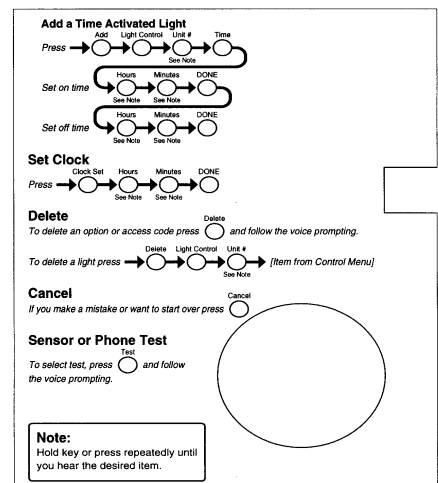 Add a Time Activated Light
Add Light Control Unit # Time
Press
See Note
Hours Minutes DONE
Set on time
See Note See Note
Hours Minutes DONE
Set off time
See Note See Note
Set Clock
Clock Set Hours Minutes DONE
Press
See Note See Note
Delete
Delete
To delete an option or access code press and follow the voice prompting.
Delete Light Control Unit #
To delete a light press [Item from Control Menu]
See Note
Cancel
Cancel
If you make a mistake or want to start over press
Sensor or Phone Test
Test
To select test, press and follow
the voice prompting.
Note:
Hold key or press repeatedly until
you hear the desired item.